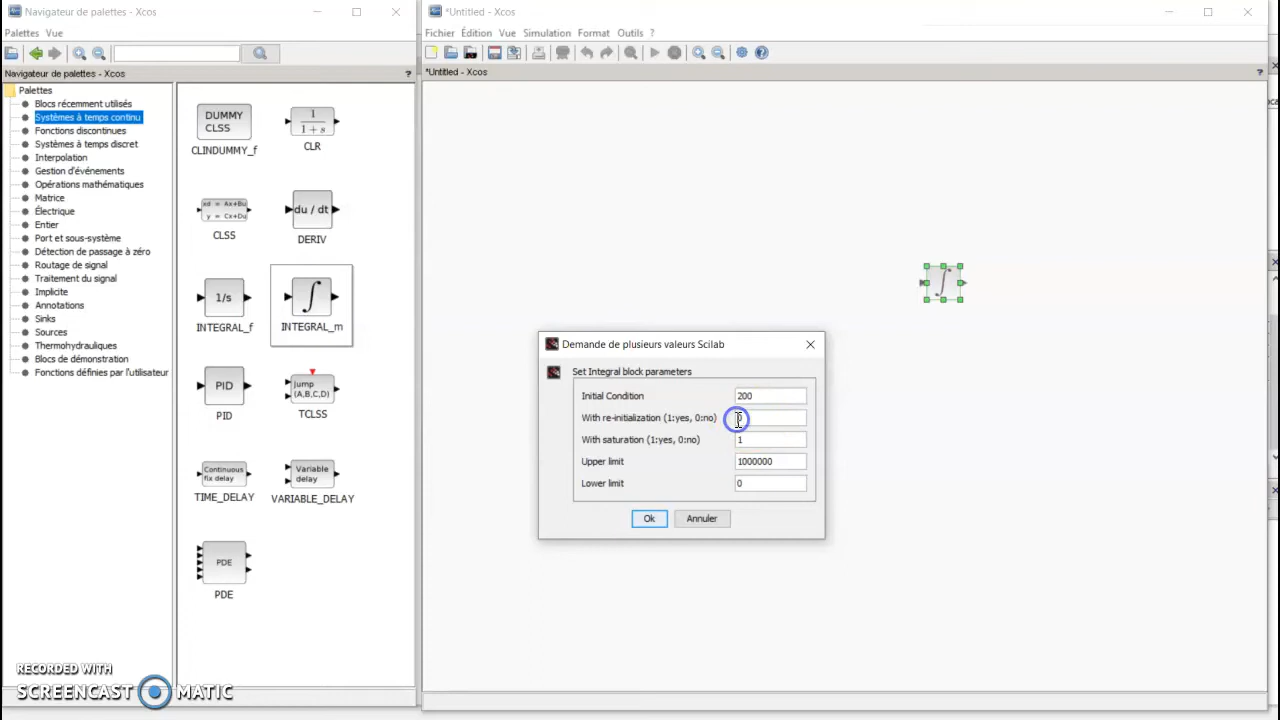 Navigateur de palettes - Xcos
Palettes Vue
Navigateur de palettes - Xcos ?
Palettes
Blocs récemment utilisés
Systèmes à temps continu
Fonctions discontinues
Systèmes à temps discret
Interpolation
Gestion d'événements
Opérations mathématiques
Matrice
Électrique
Entier
Port et sous-système
Détection de passage à zéro
Routage de signal
Traitement du signal
Implicite
Annotations
Sinks
Sources
Thermohydrauliques
Blocs de démonstration
Fonctions définies par l'utilisateur
DUMMY
CLSS
CLINDUMMY_f
1
1+s
CLR
xd = Ax+Bu
y = Cx+Du
CLSS
du / dt
DERIV
1/s
INTEGRAL_f
∫
INTEGRAL_m
PID
PID
jump
(A,B,C,D)
TCLSS
Continuous
fix delay
TIME_DELAY
Variable
delay
VARIABLE_DELAY
PDE
PDE
*Untitled - Xcos
Fichier Édition Vue Simulation Format Outils ?
*Untitled - Xcos ?
∫
Demande de plusieurs valeurs Scilab
Set Integral block parameters
Initial Condition 200
With re-initialization (1:yes, 0:no)
With saturation (1:yes, 0:no) 1
Upper limit 1000000
Lower limit 0
Ok Annuler
RECORDED WITH
SCREENCAST MATIC